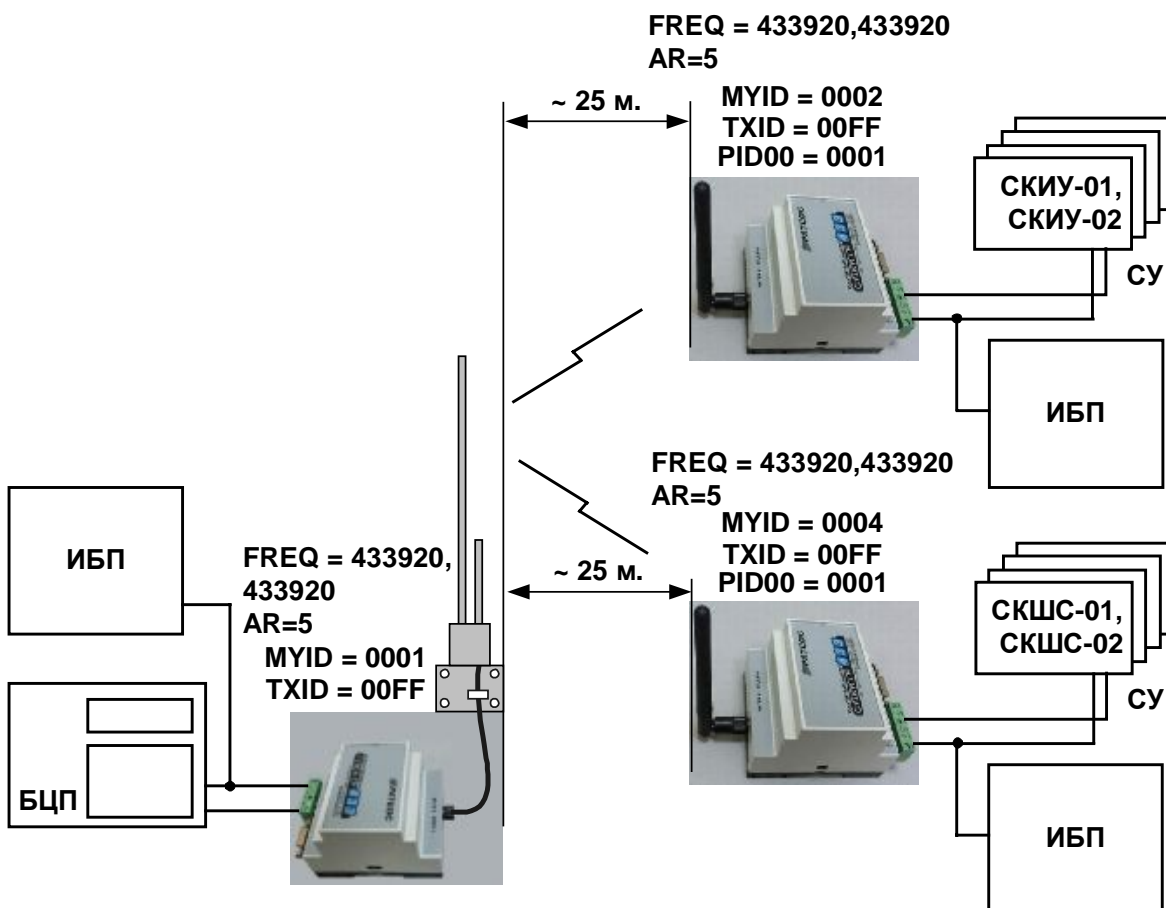 FREQ = 433920,433920
AR=5
~ 25 м.
MYID = 0002
TXID = 00FF
PID00 = 0001
СКИУ-01,
СКИУ-02
СУ
ИБП
FREQ = 433920,433920
AR=5
MYID = 0004
TXID = 00FF
PID00 = 0001
~ 25 м.
СКШС-01,
СКШС-02
СУ
ИБП
ИБП
FREQ = 433920,
433920
AR=5
MYID = 0001
TXID = 00FF
БЦП